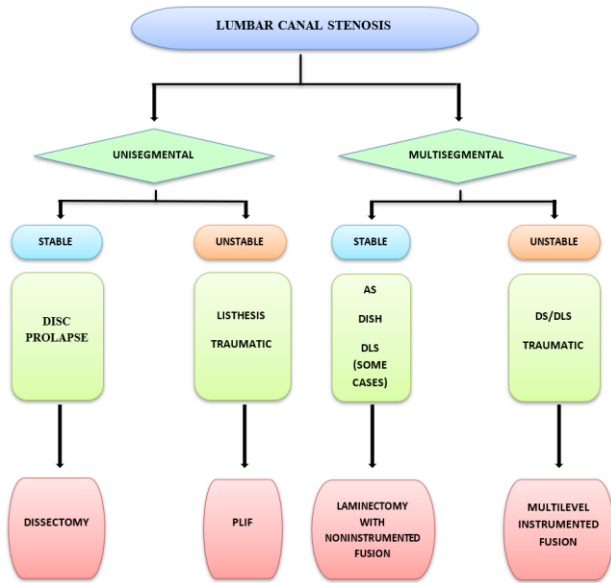 LUMBAR CANAL STENOSIS
UNISEGMENTAL
MULTISEGMENTAL
STABLE
UNSTABLE
STABLE
UNSTABLE
DISC
PROLAPSE
LISTHESIS
TRAUMATIC
AS
DISH
DLS
(SOME
CASES)
DS/DLS
TRAUMATIC
DISSECTOMY
PLIF
LAMINECTOMY
WITH
NONINSTRUMENTED
FUSION
MULTILEVEL
INSTRUMENTED
FUSION